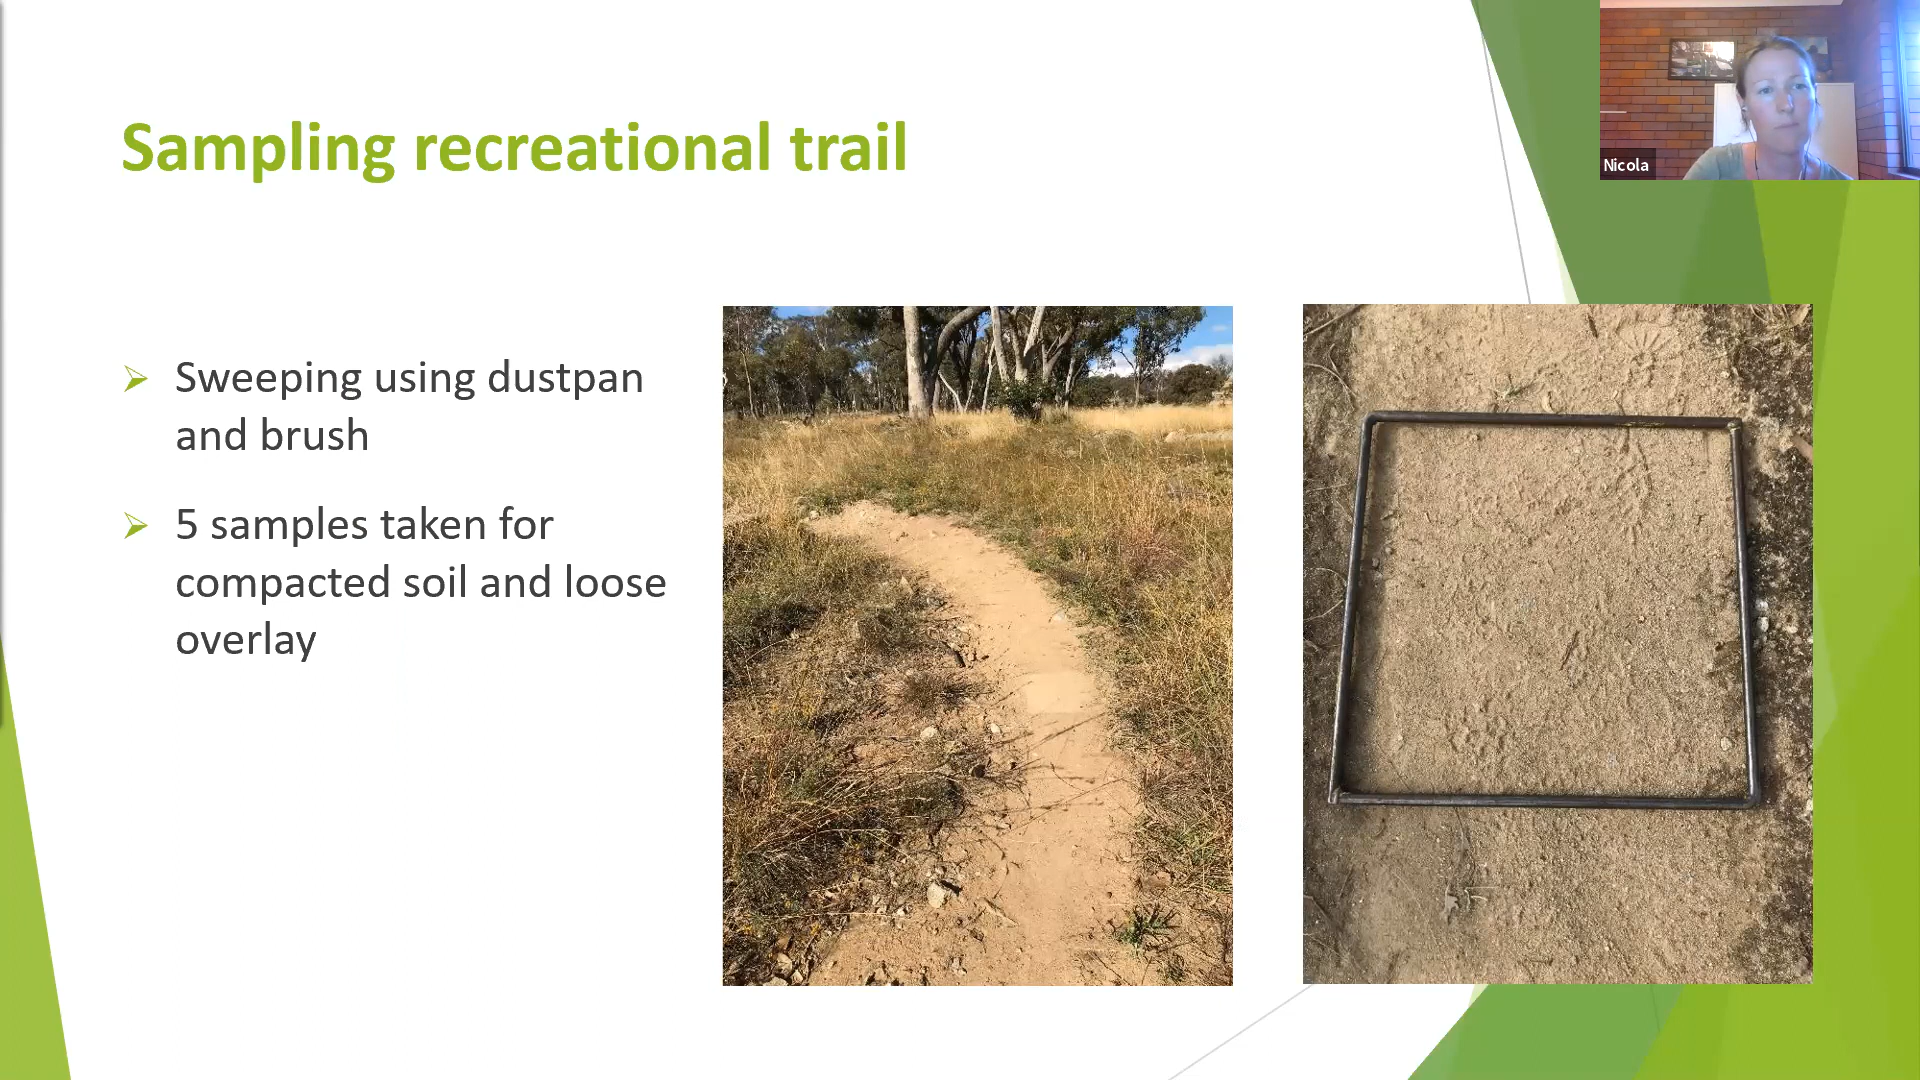 Sampling recreational trail
Nicola
Sweeping using dustpan
and brush
5 samples taken for
compacted soil and loose
overlay